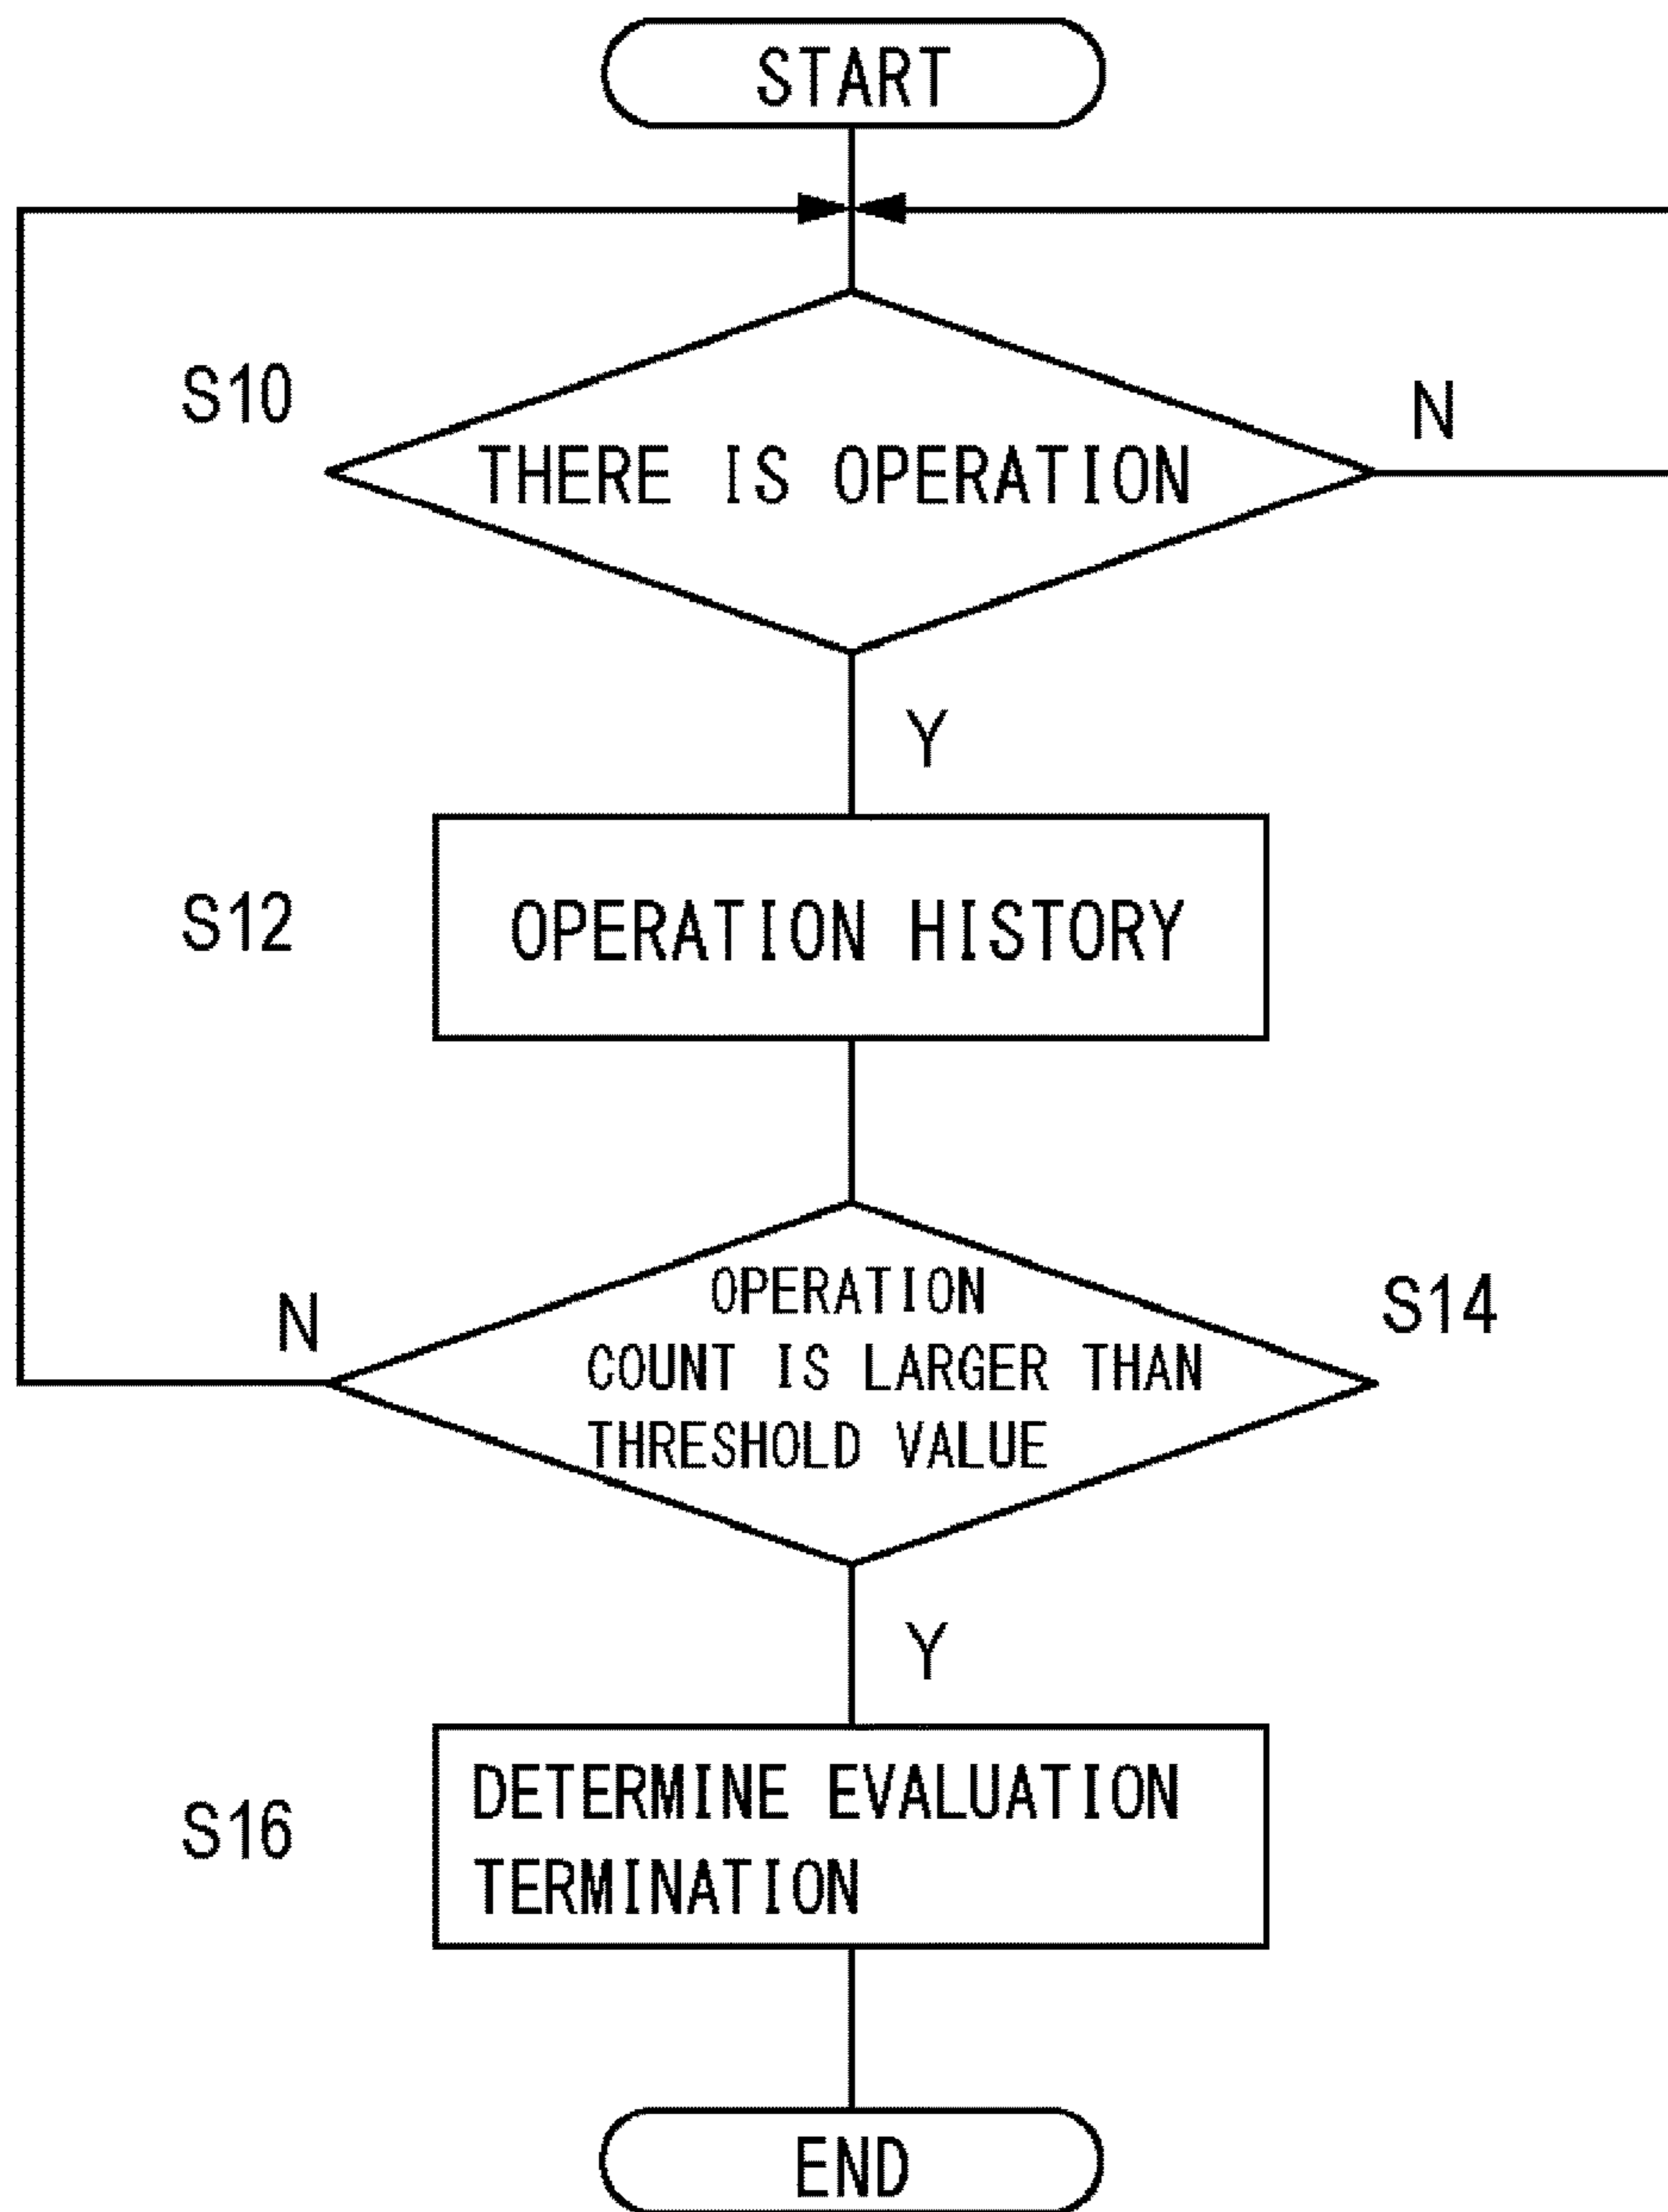 START
S10
THERE IS OPERATION
N
Y
S12
OPERATION HISTORY
N
OPERATION
COUNT IS LARGER THAN
THRESHOLD VALUE
S14
Y
S16
DETERMINE EVALUATION
TERMINATION
END